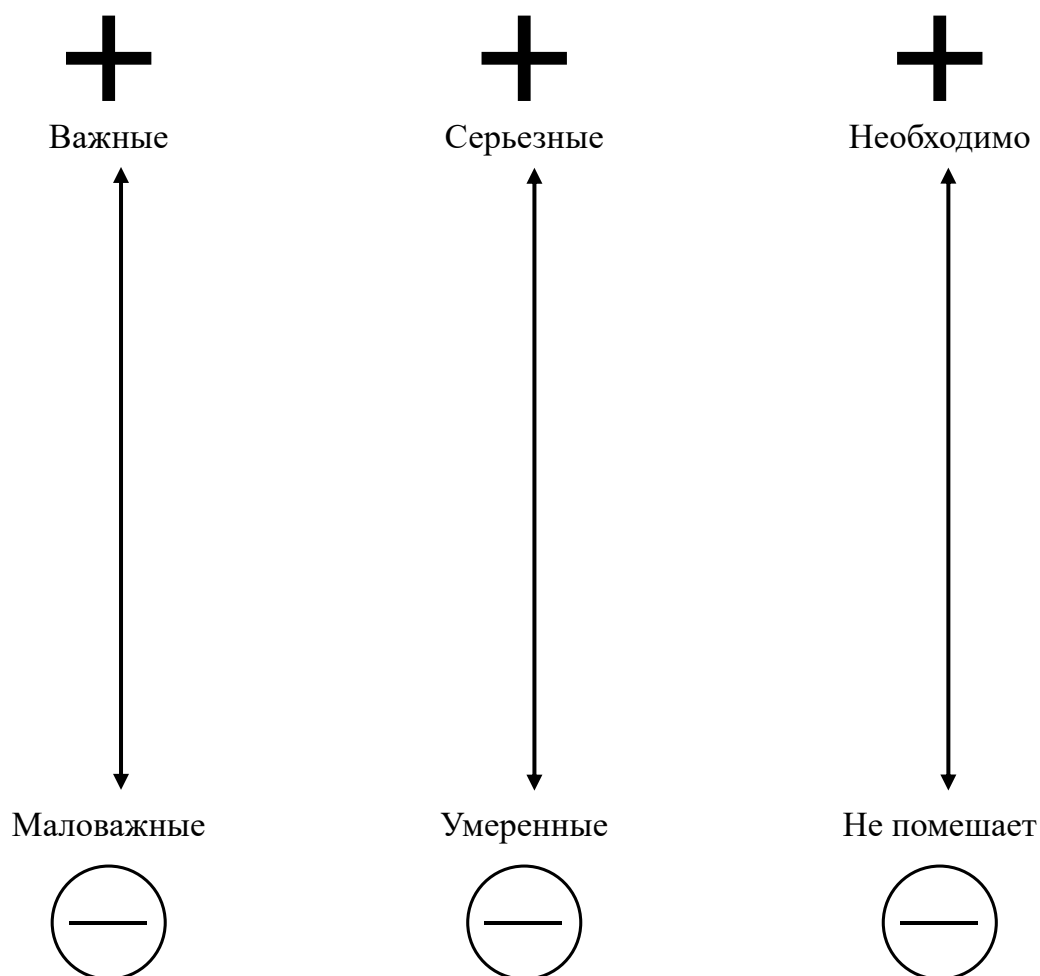 Важные
Серьезные
Необходимо
Маловажные
Умеренные
Не помешает